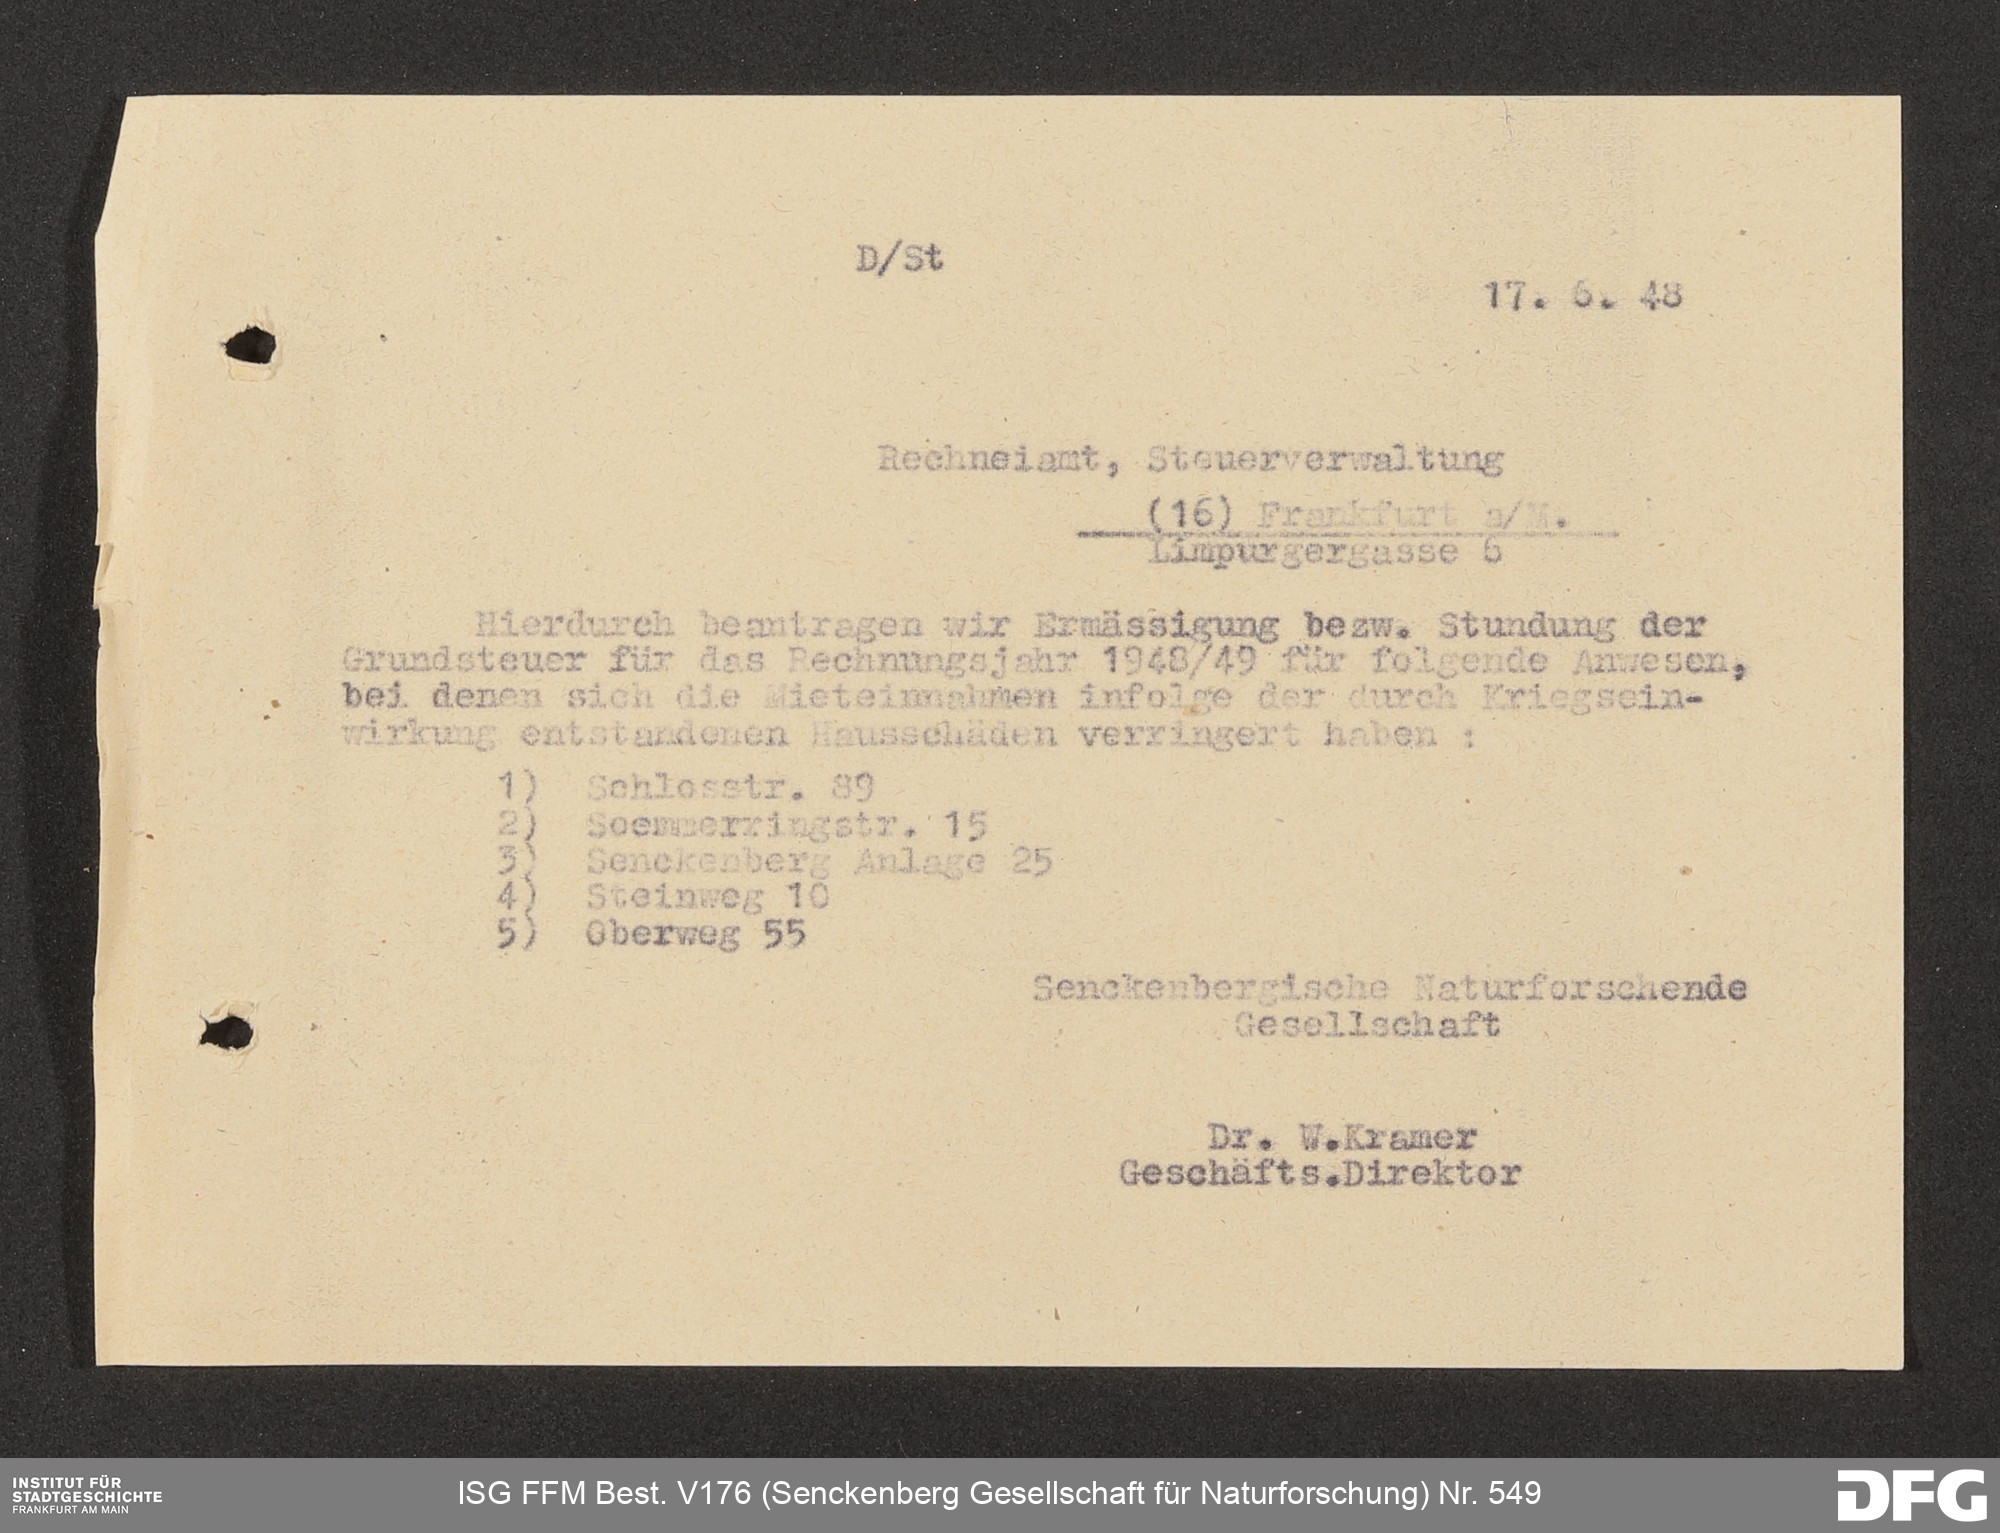 D/St
17. 6. 48
Rechneiamt, Steuerverwaltung
(16) Frankfurt a/M.
Limpurgergasse 6
Hierdurch beantragen wir Ermässigung bezw. Stundung der
Grundsteuer für das Rechnungsjahr 1948/49 für folgende Anwesen,
bei denen sich die Mieteinnahmen infolge der durch Kriegsein-
wirkung entstandenen Hausschäden verringert haben :
1) Schlosstr. 89
2) Soemmerringstr. 15
3) Senckenberg Anlage 25
4) Steinweg 10
5) Oberweg 55
Senckenbergische Naturforschende
Gesellschaft
Dr. W.Kramer
Geschäfts.Direktor
INSTITUT FÜR
STADTGESCHICHTE
FRANKFURT AM MAIN
ISG FFM Best. V176 (Senckenberg Gesellschaft für Naturforschung) Nr. 549
DFG